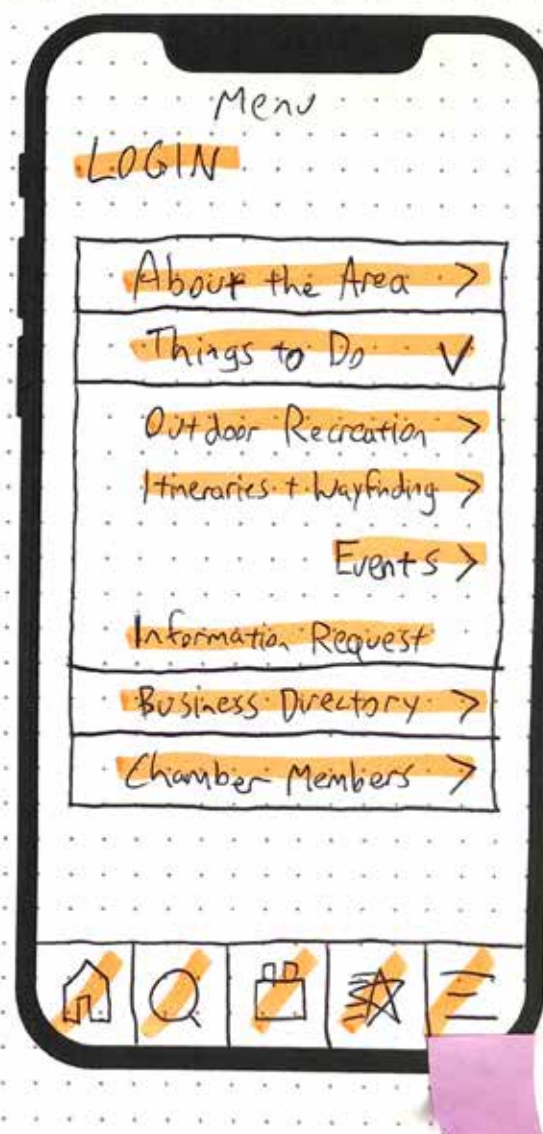 Menu
LOGIN
About the Area >
Things to Do V
Outdoor Recreation >
Itineraries + Wayfinding >
Events >
Information Request
Business Directory >
Chamber Members >